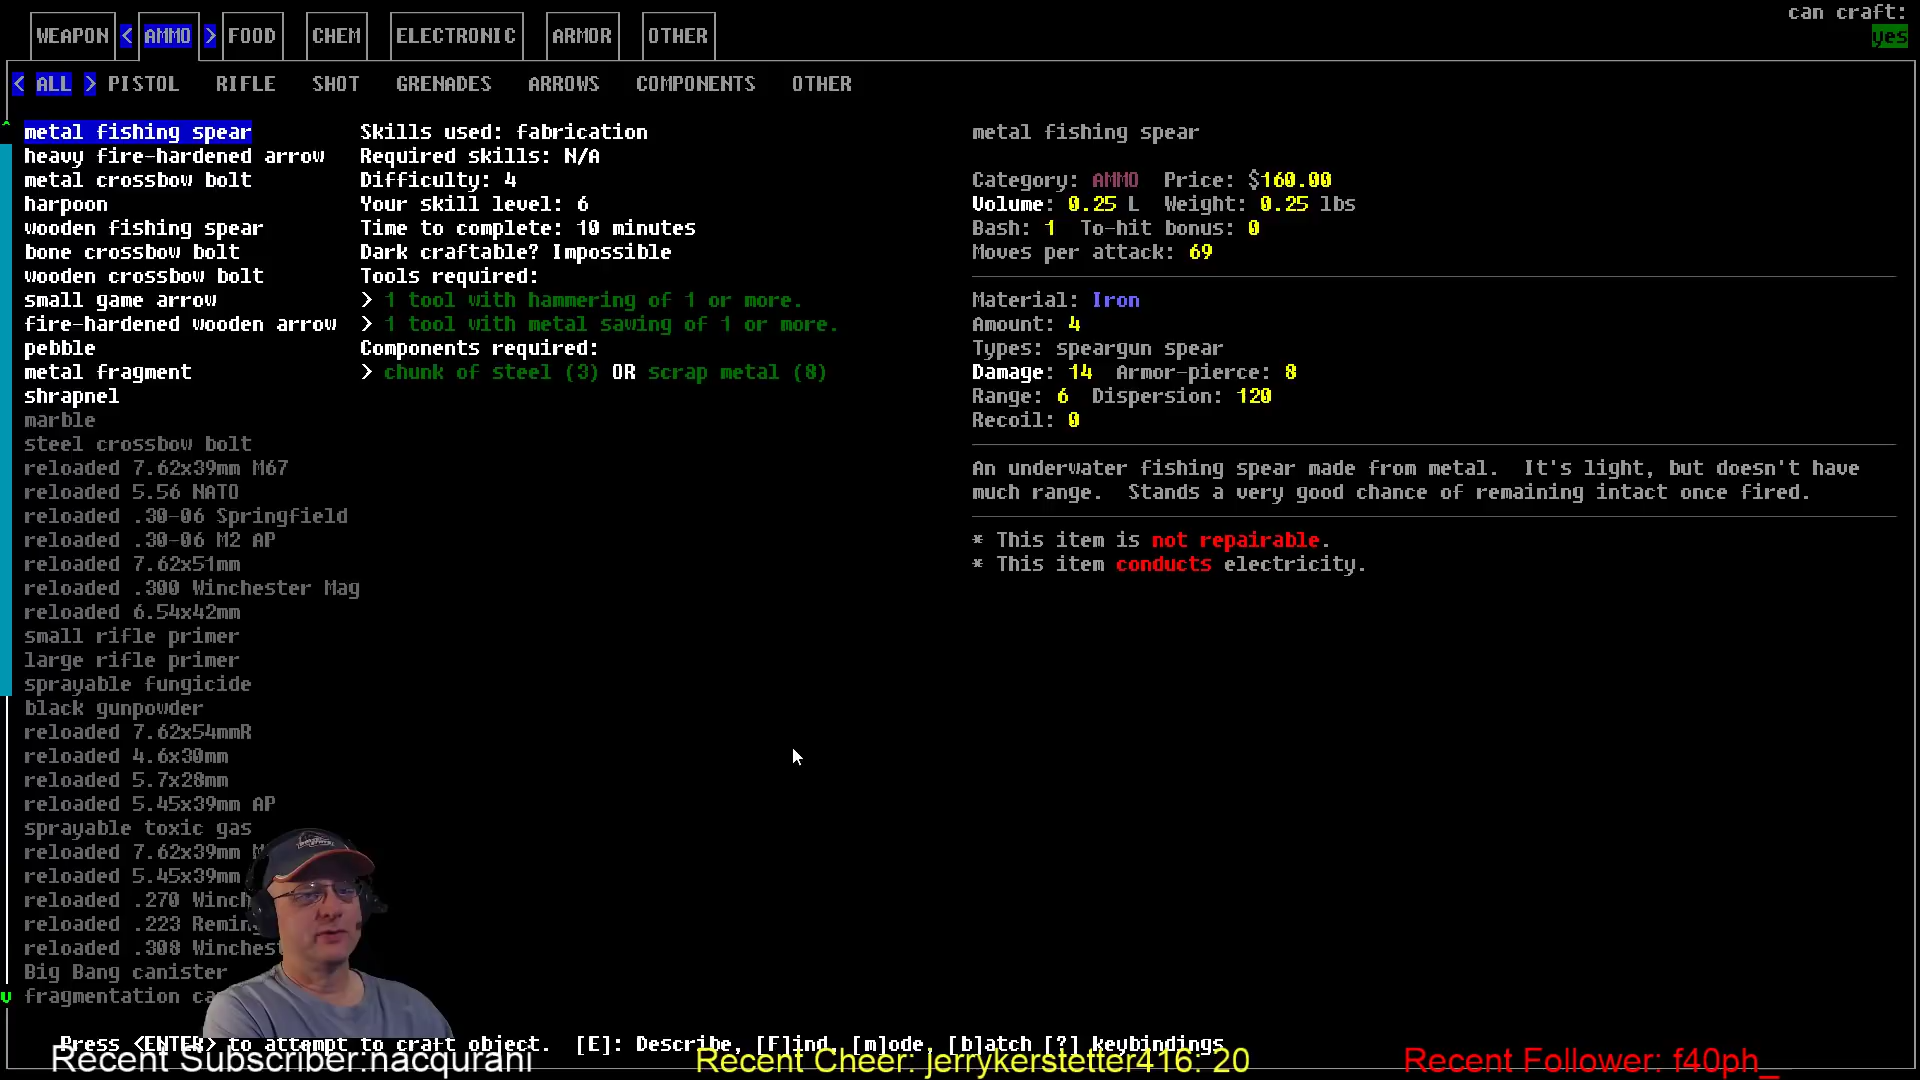 can craft:
WEAPON < AMMO > FOOD CHEM ELECTRONIC ARMOR OTHER yes
< ALL > PISTOL RIFLE SHOT GRENADES ARROWS COMPONENTS OTHER
metal fishing spear
heavy fire-hardened arrow
metal crossbow bolt
harpoon
wooden fishing spear
bone crossbow bolt
wooden crossbow bolt
small game arrow
fire-hardened wooden arrow
pebble
metal fragment
shrapnel
marble
steel crossbow bolt
reloaded 7.62x39mm M67
reloaded 5.56 NATO
reloaded .30-06 Springfield
reloaded .30-06 M2 AP
reloaded 7.62x51mm
reloaded .300 Winchester Mag
reloaded 6.54x42mm
small rifle primer
large rifle primer
sprayable fungicide
black gunpowder
reloaded 7.62x54mmR
reloaded 4.6x30mm
reloaded 5.7x28mm
reloaded 5.45x39mm AP
sprayable toxic gas
reloaded 7.62x39mm
reloaded 5.45x39mm
reloaded .270
reloaded .223
reloaded .308
Big Bang canister
fragmentation
Skills used: fabrication
Required skills: N/A
Difficulty: 4
Your skill level: 6
Time to complete: 10 minutes
Dark craftable? Impossible
Tools required:
> 1 tool with hammering of 1 or more.
> 1 tool with metal sawing of 1 or more.
Components required:
> chunk of steel (3) OR scrap metal (8)
metal fishing spear
Category: AMMO Price: $160.00
Volume: 0.25 L Weight: 0.25 lbs
Bash: 1 To-hit bonus: 0
Moves per attack: 69
Material: Iron
Amount: 4
Types: speargun spear
Damage: 14 Armor-pierce: 8
Range: 6 Dispersion: 120
Recoil: 0
An underwater fishing spear made from metal. It's light, but doesn't have
much range. Stands a very good chance of remaining intact once fired.
* This item is not repairable.
* This item conducts electricity.
Press <ENTER> to attempt to craft object. [E]: Describe, [F]ind, [m]ode, [b]atch [?] keybindings
Recent Subscriber:nacqurani Recent Cheer: jerrykerstetter416: 20 Recent Follower: f40ph_